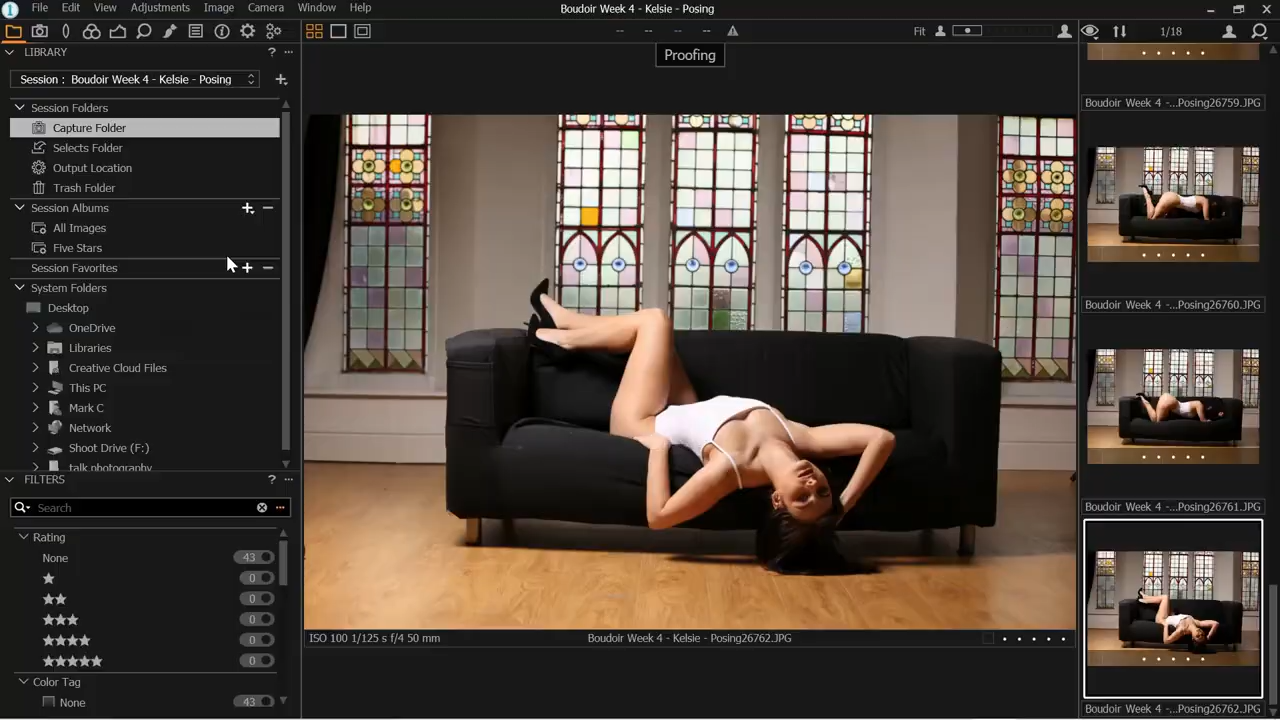 File Edit View Adjustments Image Camera Window Help
Boudoir Week 4 - Kelsie - Posing
-- -- -- --
Fit
1/18
Proofing
LIBRARY
?
Session : Boudoir Week 4 - Kelsie - Posing
Session Folders
Capture Folder
Selects Folder
Output Location
Trash Folder
Session Albums
All Images
Five Stars
Session Favorites
System Folders
Desktop
OneDrive
Libraries
Creative Cloud Files
This PC
Mark C
Network
Shoot Drive (F:)
talk photography
FILTERS
?
Search
Rating
None 43
0
0
0
0
0
Color Tag
None 43
ISO 100 1/125 s f/4 50 mm
Boudoir Week 4 - Kelsie - Posing26762.JPG
Boudoir Week 4 -...Posing26759.JPG
Boudoir Week 4 -...Posing26760.JPG
Boudoir Week 4 -...Posing26761.JPG
Boudoir Week 4 -...Posing26762.JPG